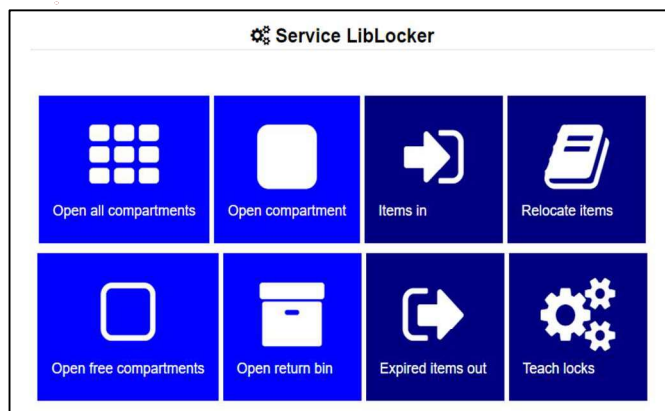 Service LibLocker
Open all compartments
Open compartment
Items in
Relocate items
Open free compartments
Open return bin
Expired items out
Teach locks